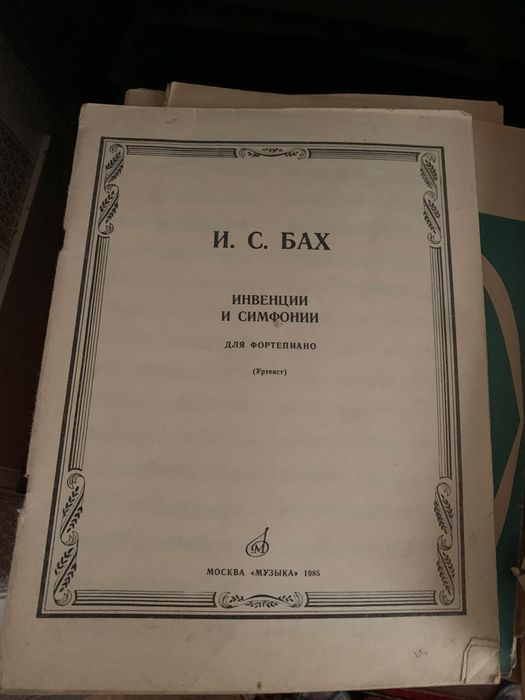 И. С. БАХ
ИНВЕНЦИИ
И СИМФОНИИ
ДЛЯ ФОРТЕПИАНО
(Уртекст)
М
МОСКВА «МУЗЫКА» 1985